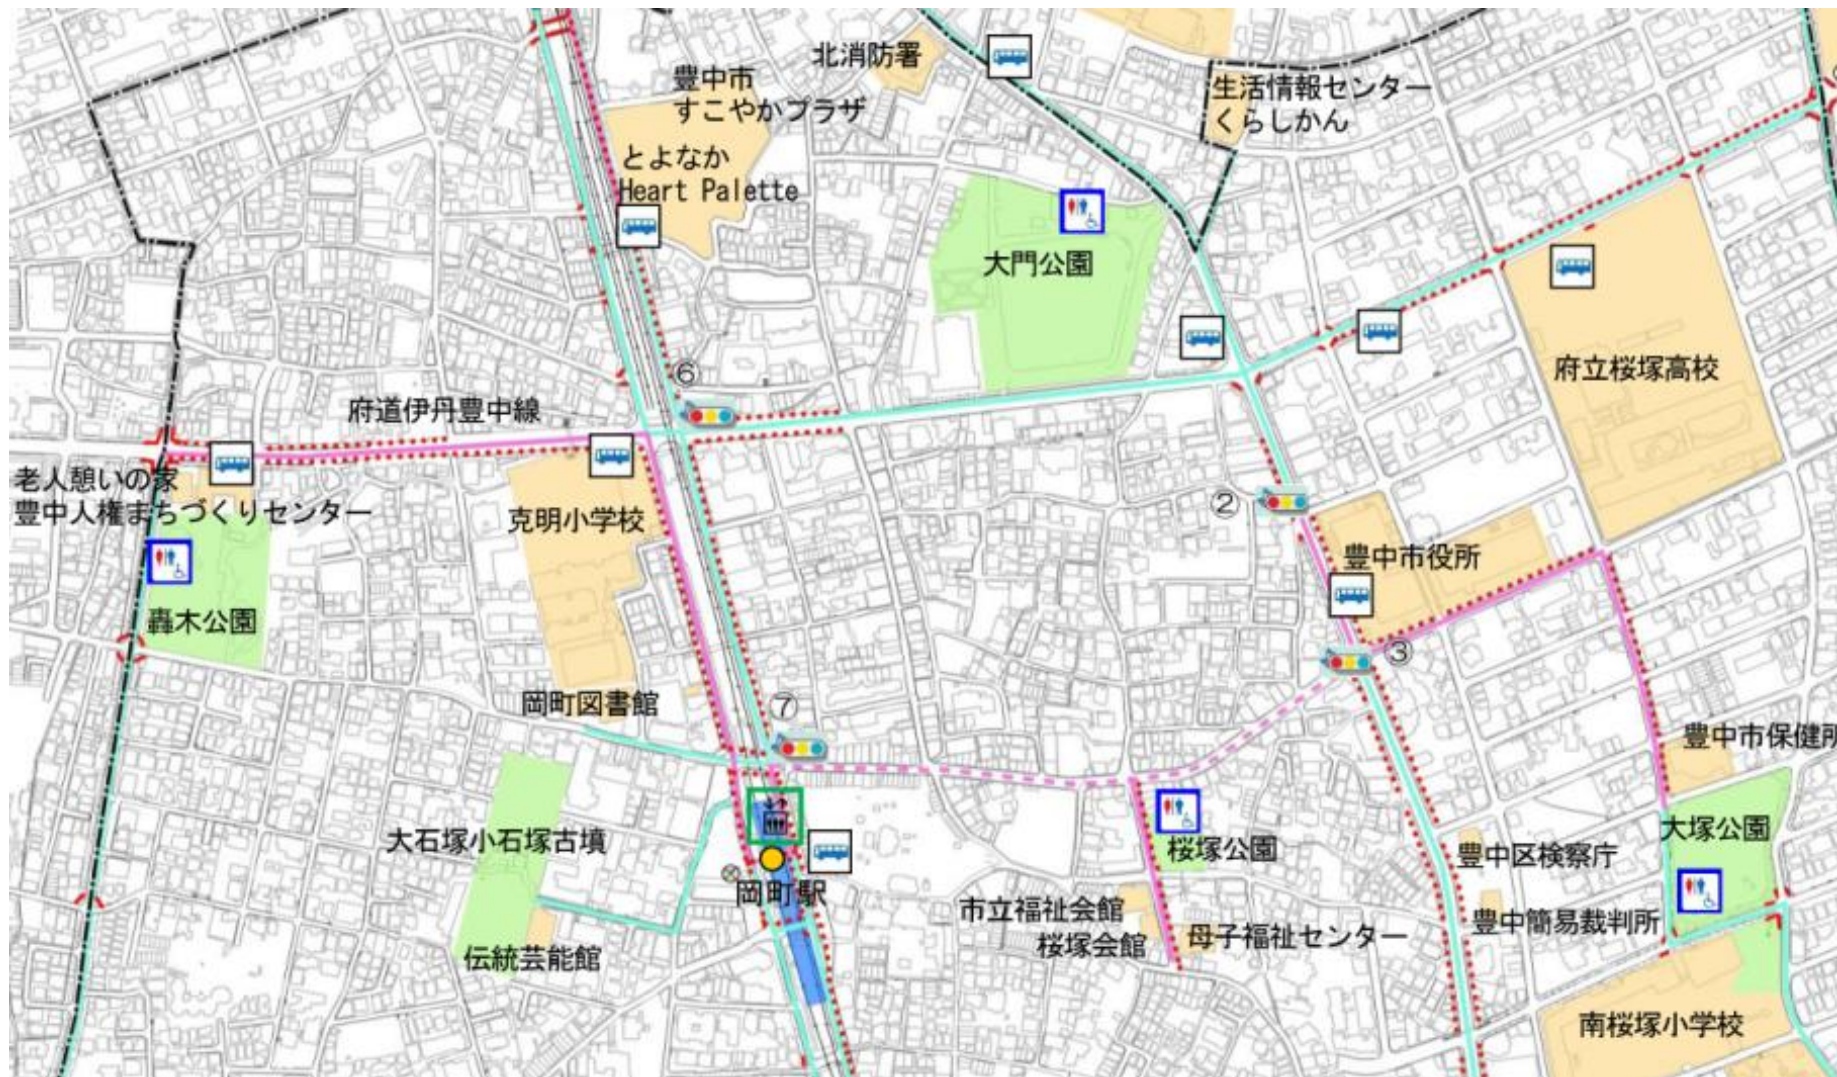 北消防署
豊中市
すこやかプラザ
生活情報センター
くらしかん
とよなか
Heart Palette
大門公園
⑥
府立桜塚高校
府道伊丹豊中線
老人憩いの家
豊中人権まちづくりセンター
②
克明小学校
豊中市役所
轟木公園
③
岡町図書館
⑦
豊中市保健所
大石塚小石塚古墳
大塚公園
桜塚公園
豊中区検察庁
岡町駅
市立福祉会館
豊中簡易裁判所
桜塚会館
母子福祉センター
伝統芸能館
南桜塚小学校